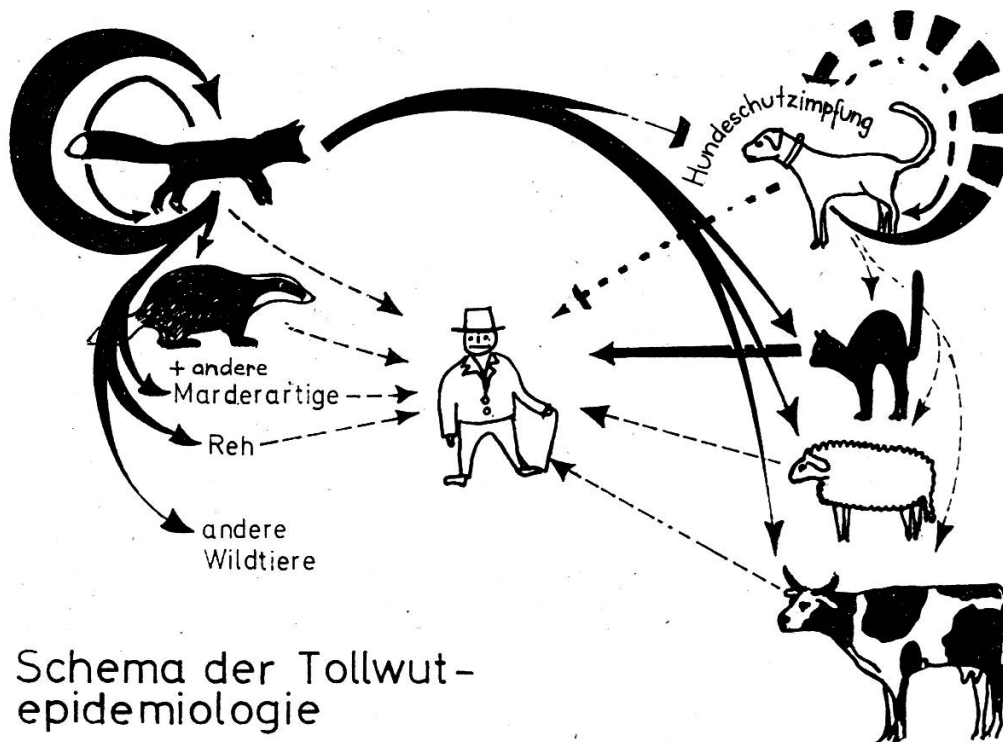 Hundeschutzimpfung
+ andere
Marderartige
Reh
andere
Wildtiere
Schema der Tollwut-
epidemiologie